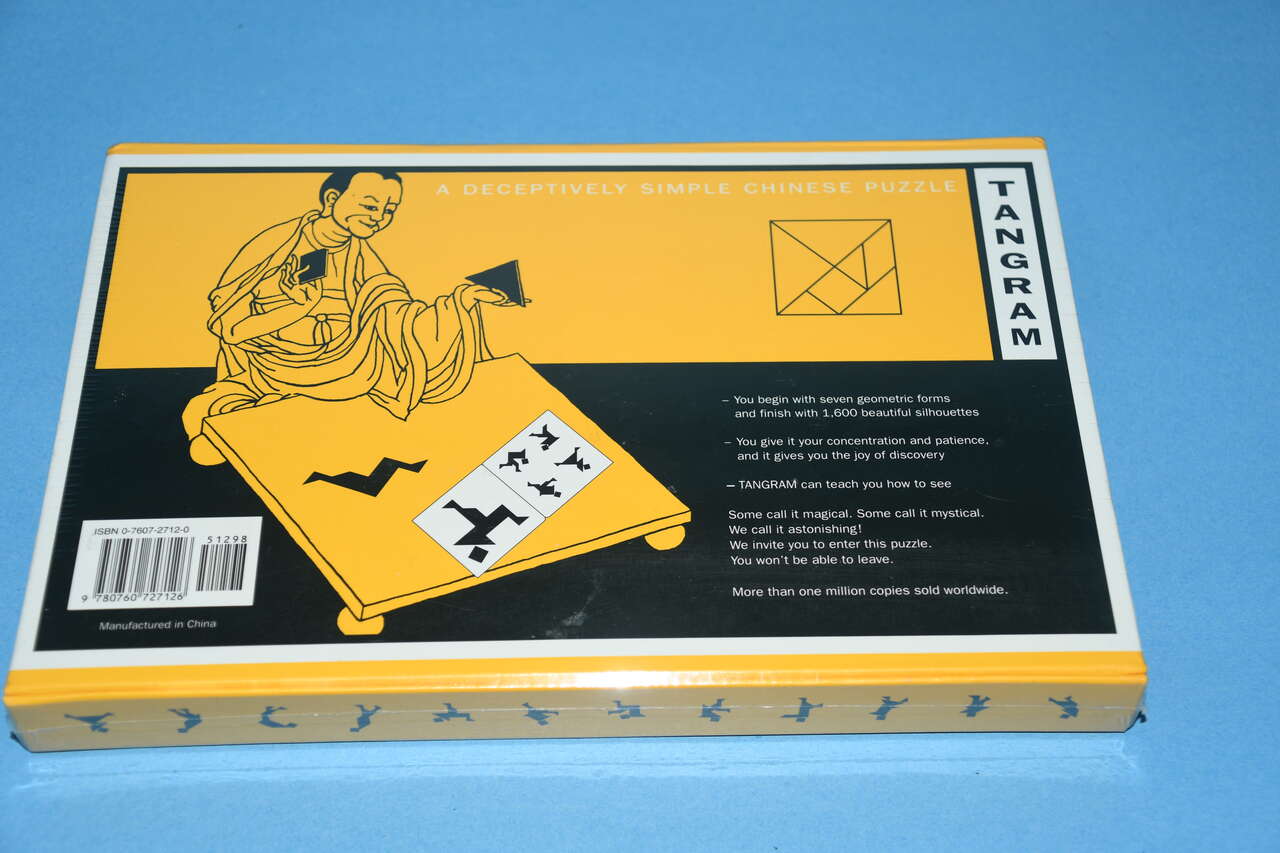 A DECEPTIVELY SIMPLE CHINESE PUZZLE
TANGRAM
– You begin with seven geometric forms
and finish with 1,600 beautiful silhouettes
– You give it your concentration and patience,
and it gives you the joy of discovery
– TANGRAM can teach you how to see
Some call it magical. Some call it mystical.
We call it astonishing!
We invite you to enter this puzzle.
You won't be able to leave.
More than one million copies sold worldwide.
ISBN 0-7607-2712-0
51298
9 780760 727126
Manufactured in China